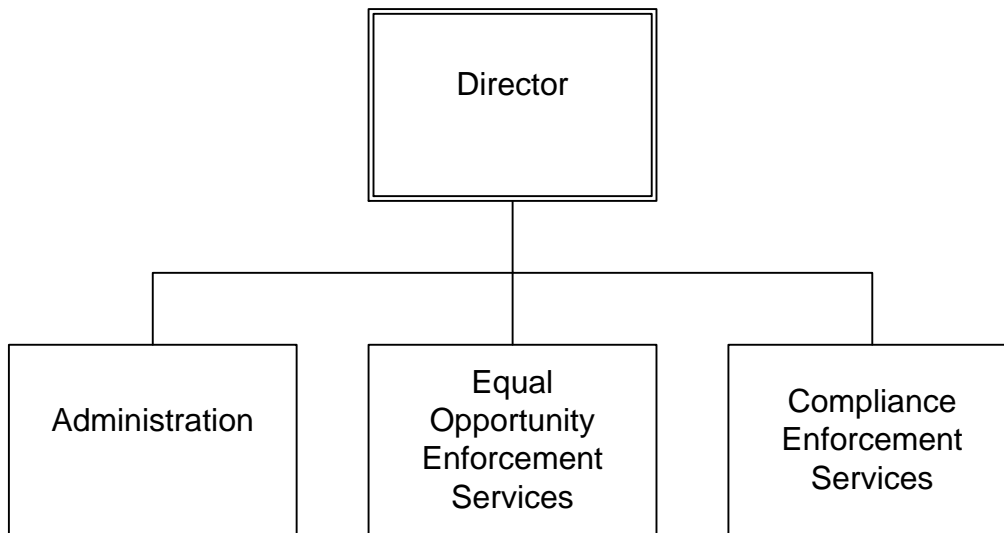 Director
Administration
Equal
Opportunity
Enforcement
Services
Compliance
Enforcement
Services